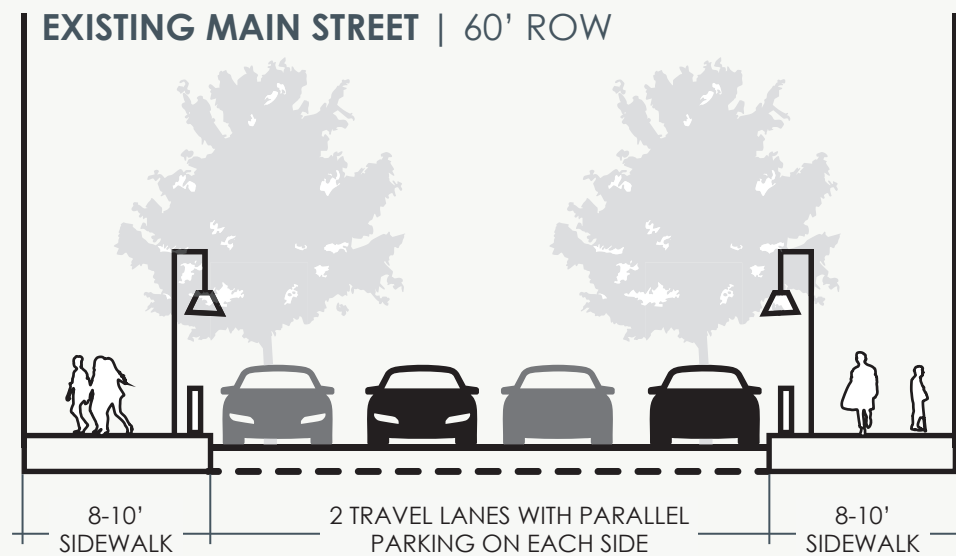 EXISTING MAIN STREET | 60’ ROW
8-10’
SIDEWALK
2 TRAVEL LANES WITH PARALLEL
PARKING ON EACH SIDE
8-10’
SIDEWALK